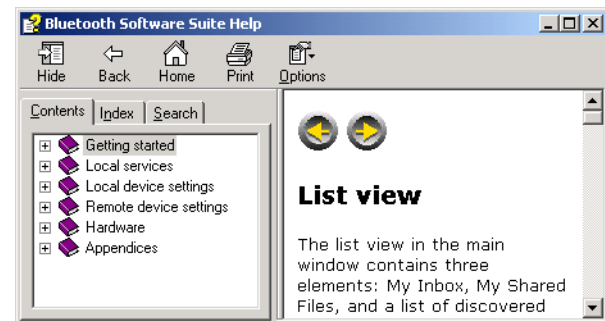 Bluetooth Software Suite Help
Hide Back Home Print Options
Contents Index Search
Getting started
Local services
Local device settings
Remote device settings
Hardware
Appendices
List view
The list view in the main
window contains three
elements: My Inbox, My Shared
Files, and a list of discovered